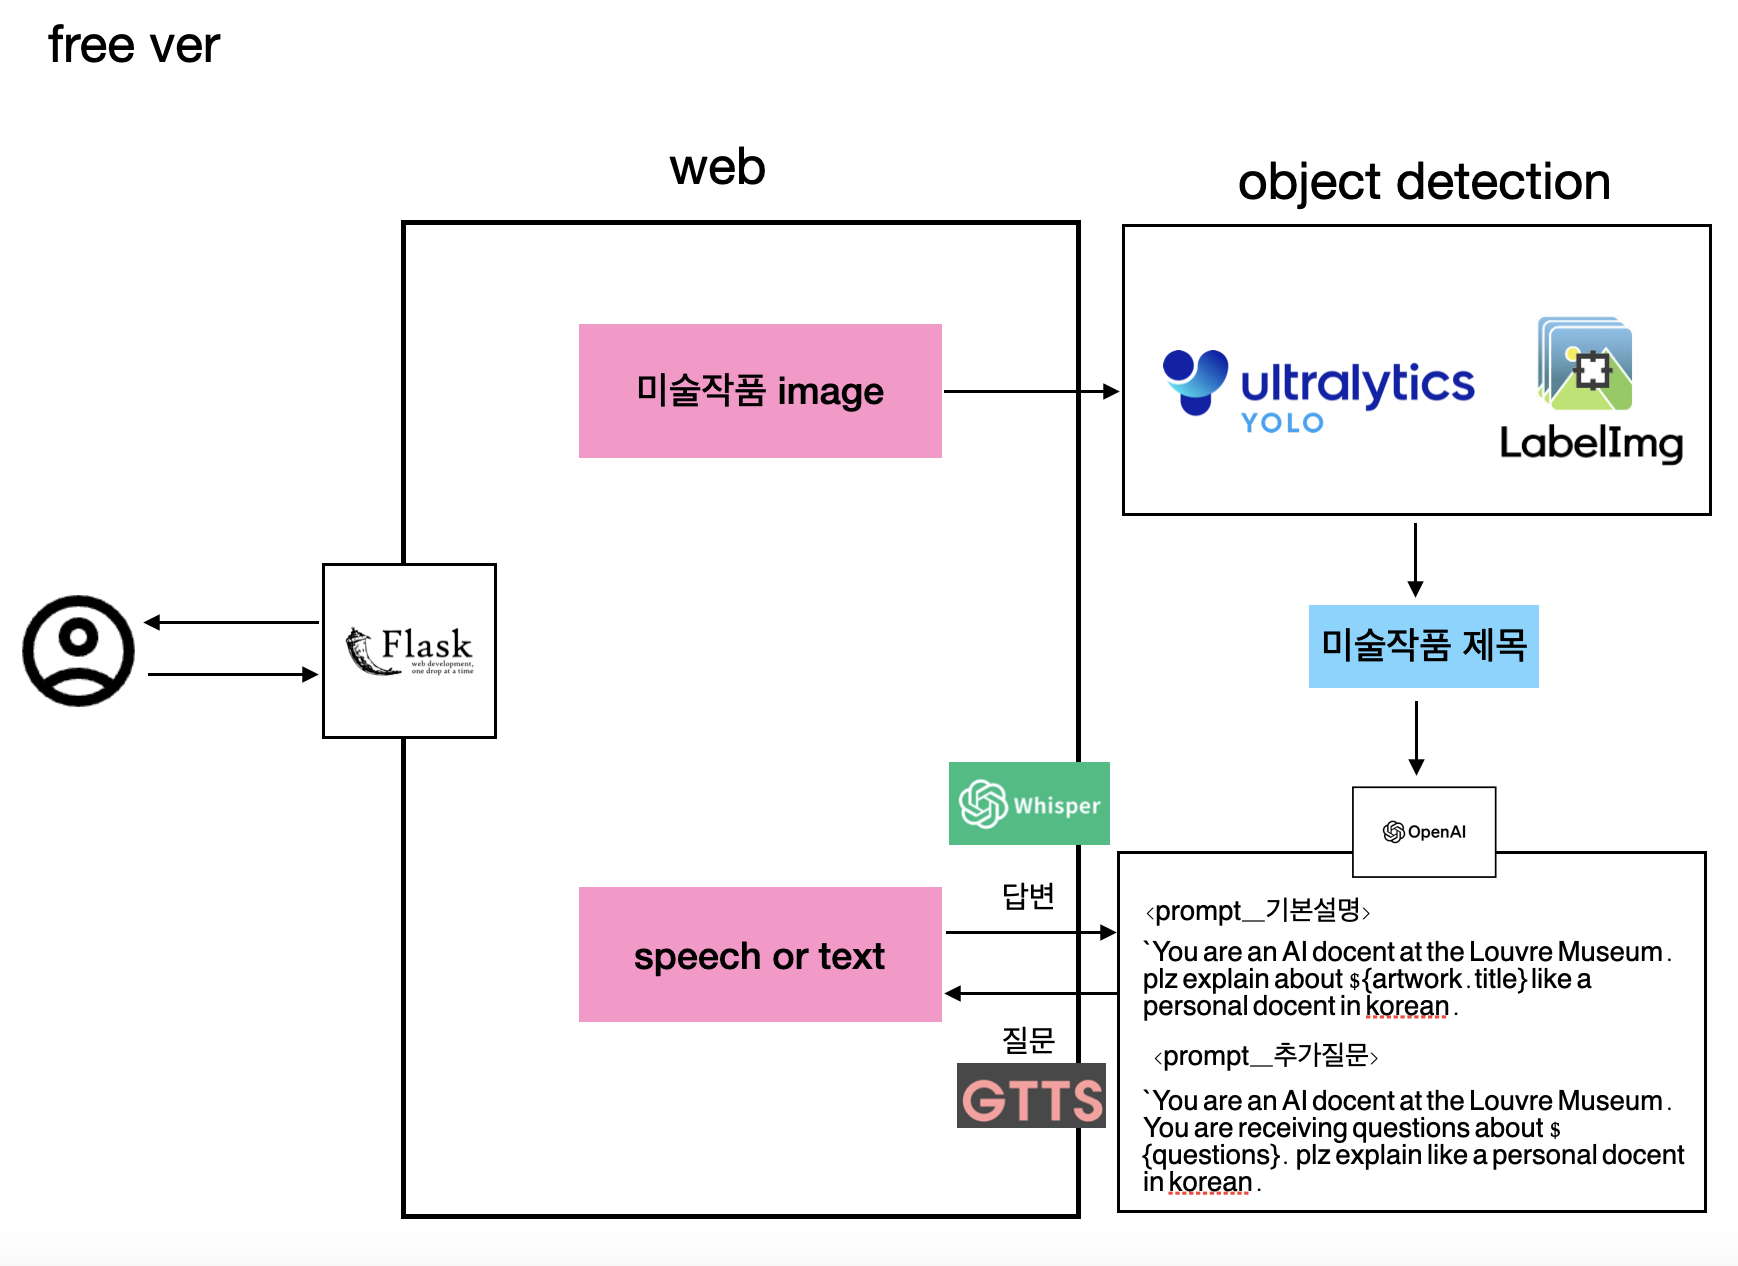 free ver
web
object detection
미술작품 image
ultralytics
YOLO
LabelImg
Flask
web development,
one drop at a time
미술작품 제목
Whisper
OpenAI
답변
speech or text
질문
GTTS
<prompt__기본설명>
`You are an AI docent at the Louvre Museum.
plz explain about ${artwork.title} like a
personal docent in korean.
<prompt__추가질문>
`You are an AI docent at the Louvre Museum.
You are receiving questions about $
{questions}. plz explain like a personal docent
in korean.